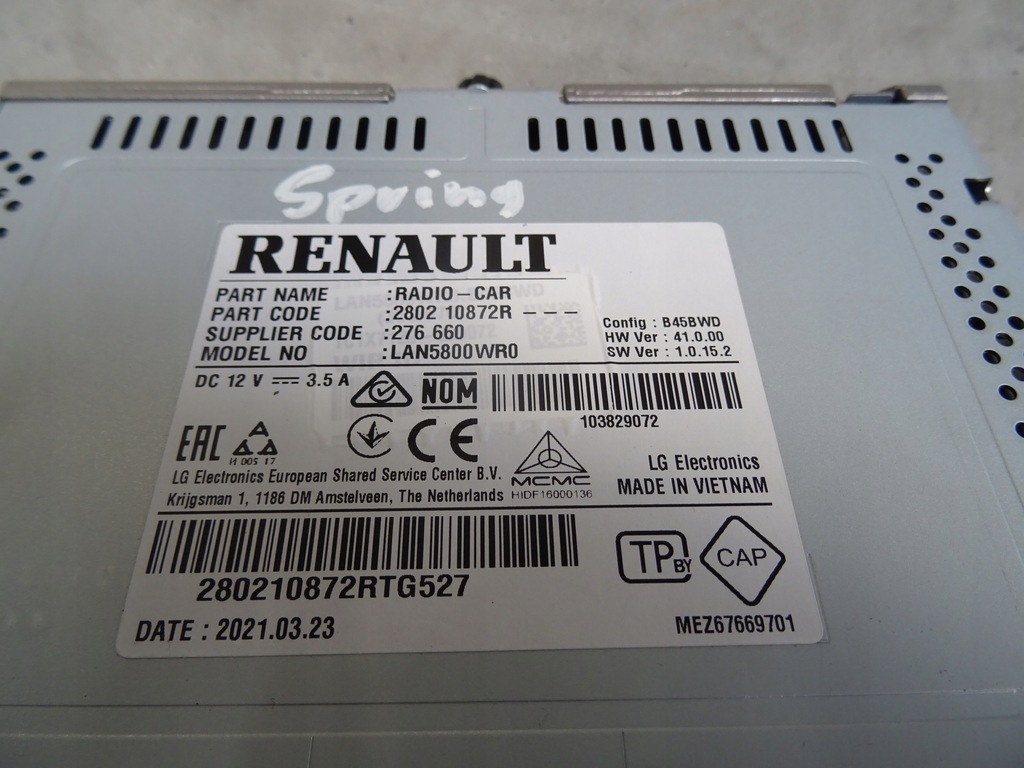 Spring
RENAULT
PART NAME :RADIO-CAR
PART CODE :2802 10872R ---
SUPPLIER CODE :276 660
MODEL NO :LAN5800WR0
Config : B45BWD
HW Ver : 41.0.00
SW Ver : 1.0.15.2
DC 12 V 3.5 A
NOM
103829072
EAC
И 005 17
CE
MCMC
HIDF16000136
LG Electronics European Shared Service Center B.V.
Krijgsman 1, 1186 DM Amstelveen, The Netherlands
LG Electronics
MADE IN VIETNAM
280210872RTG527
TP BY
CAP
DATE : 2021.03.23
MEZ67669701